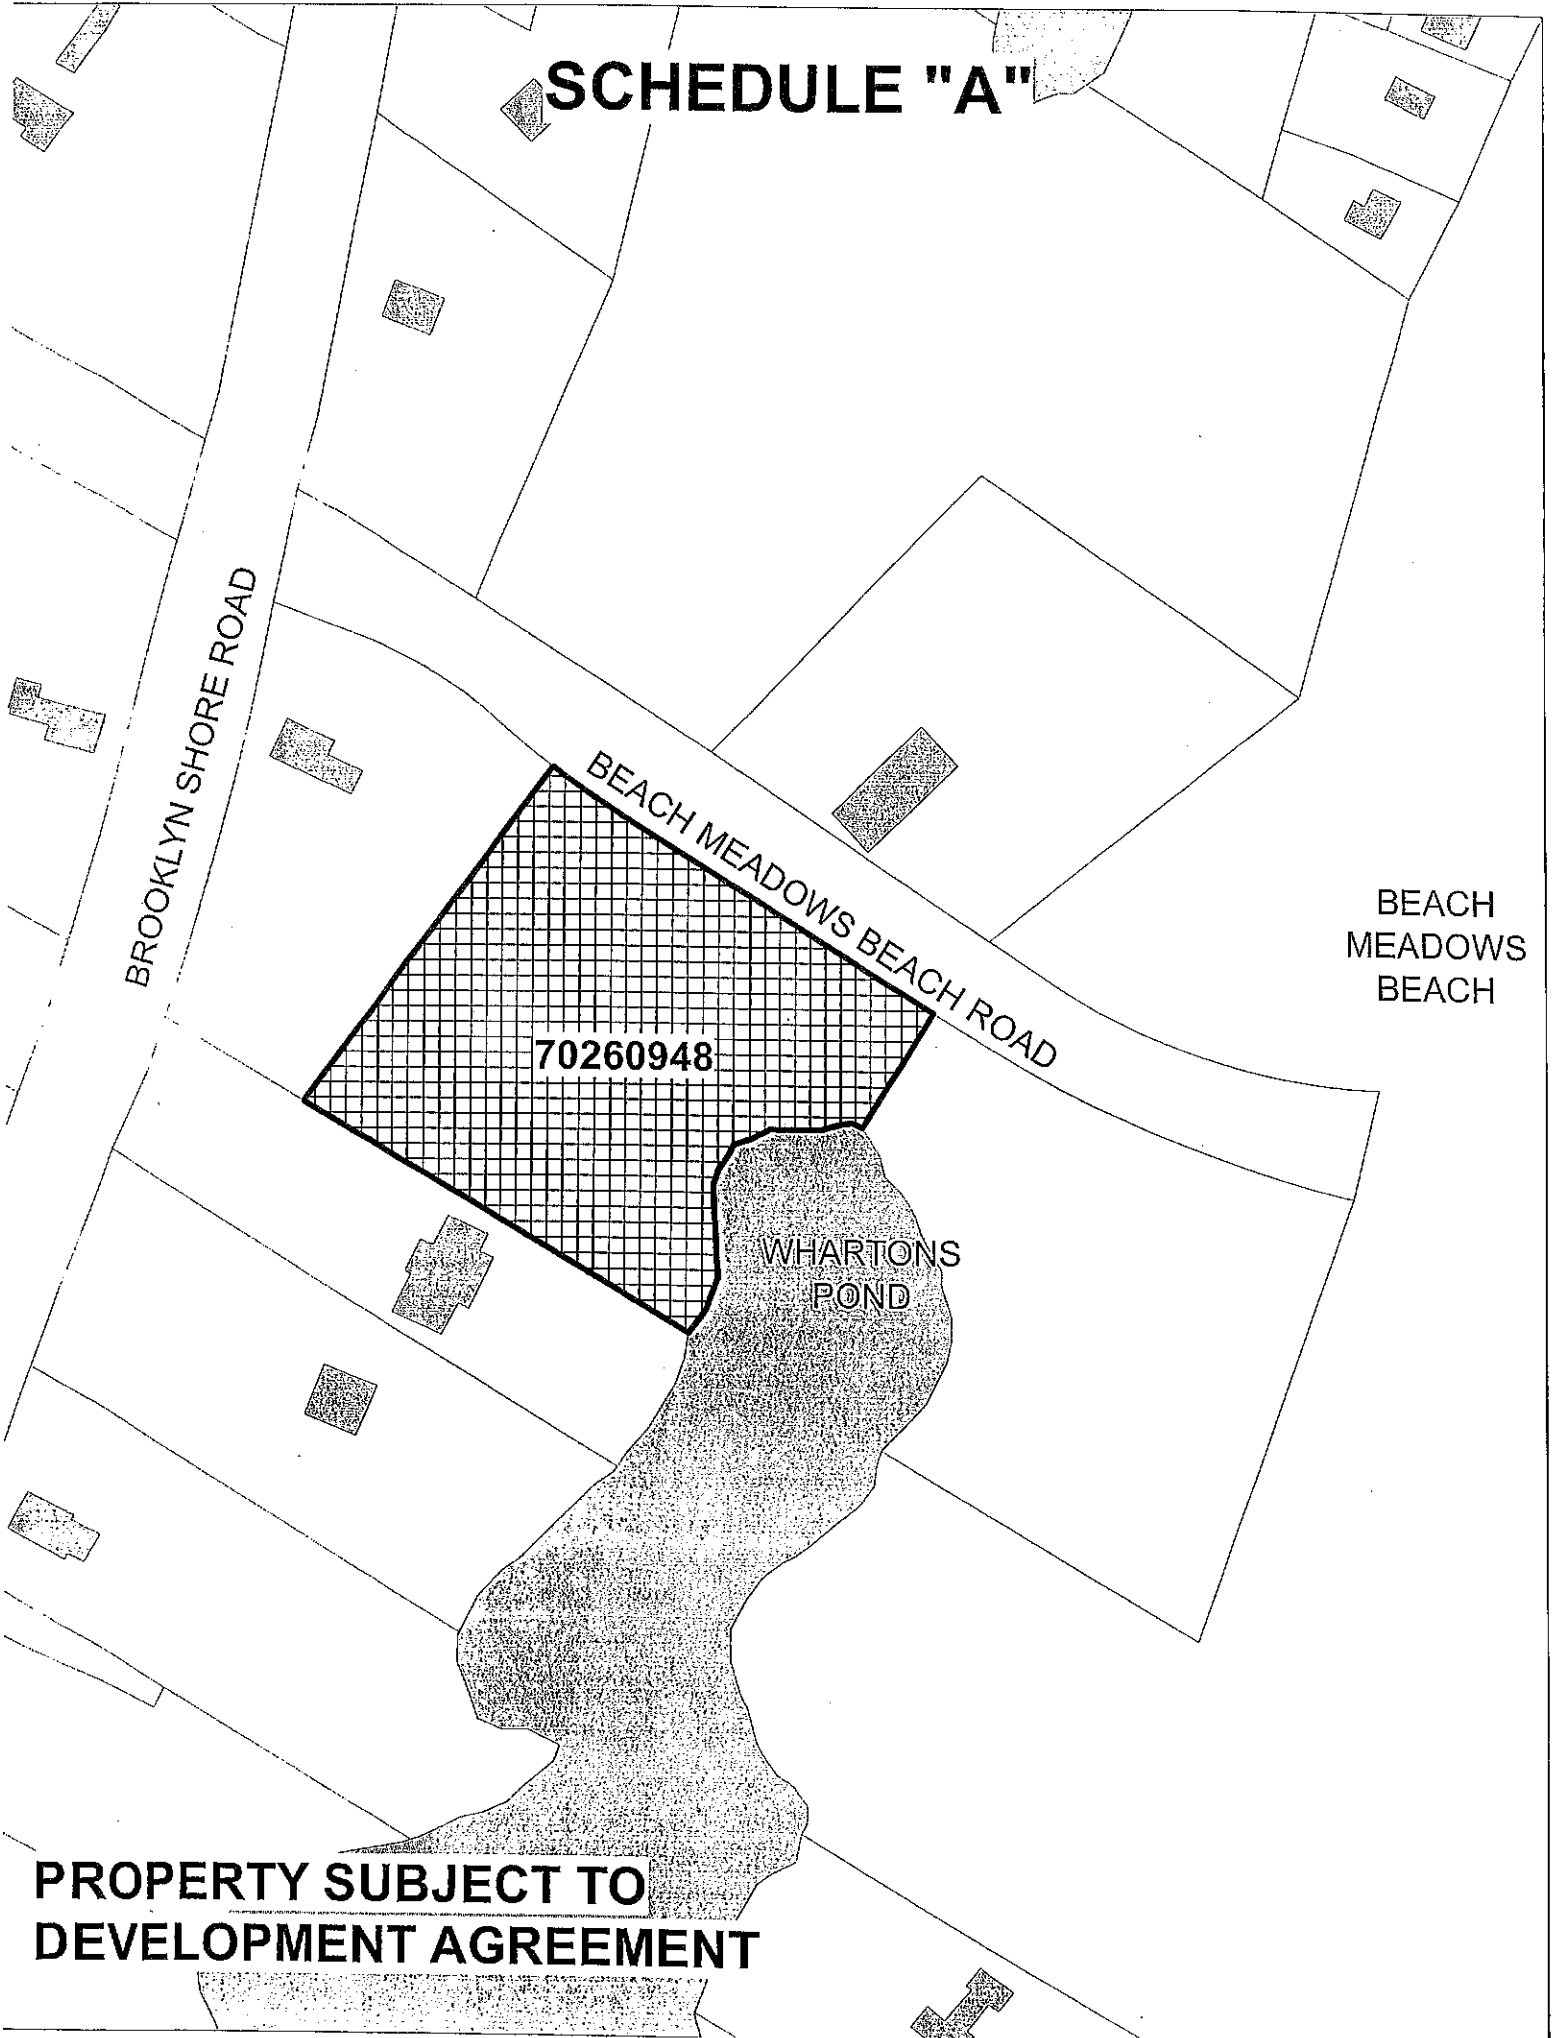 SCHEDULE "A"
BROOKLYN SHORE ROAD
BEACH MEADOWS BEACH ROAD
BEACH
MEADOWS
BEACH
70260948
WHARTONS
POND
PROPERTY SUBJECT TO
DEVELOPMENT AGREEMENT